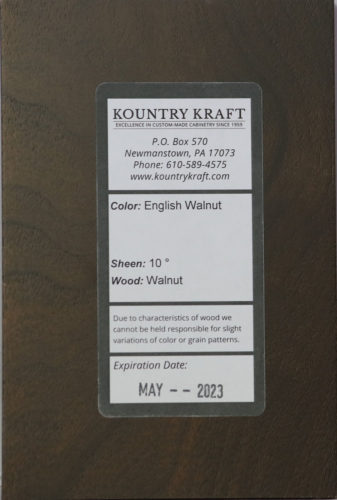 KOUNTRY KRAFT
EXCELLENCE IN CUSTOM-MADE CABINETRY SINCE 1959
P.O. Box 570
Newmanstown, PA 17073
Phone: 610-589-4575
www.kountrykraft.com
Color: English Walnut
Sheen: 10 °
Wood: Walnut
Due to characteristics of wood we
cannot be held responsible for slight
variations of color or grain patterns.
Expiration Date:
MAY -- 2023